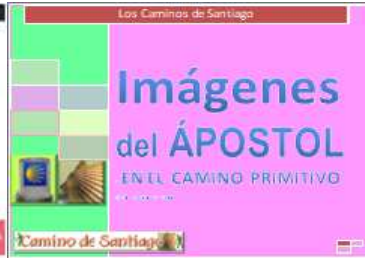 Los Caminos de Santiago
Imágenes
del ÁPOSTOL
EN EL CAMINO PRIMITIVO
Camino de Santiago